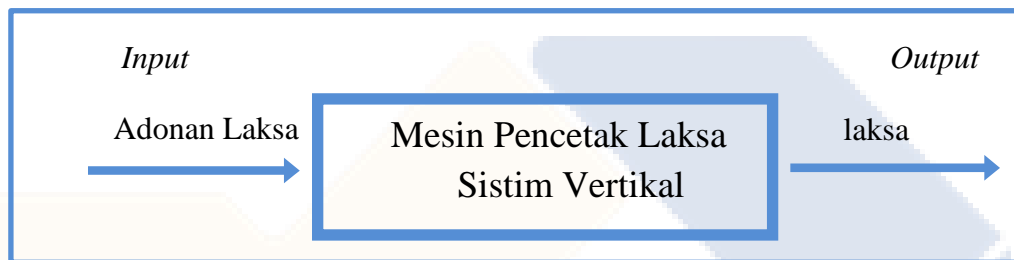 Input
Output
Adonan Laksa
Mesin Pencetak Laksa
Sistim Vertikal
laksa